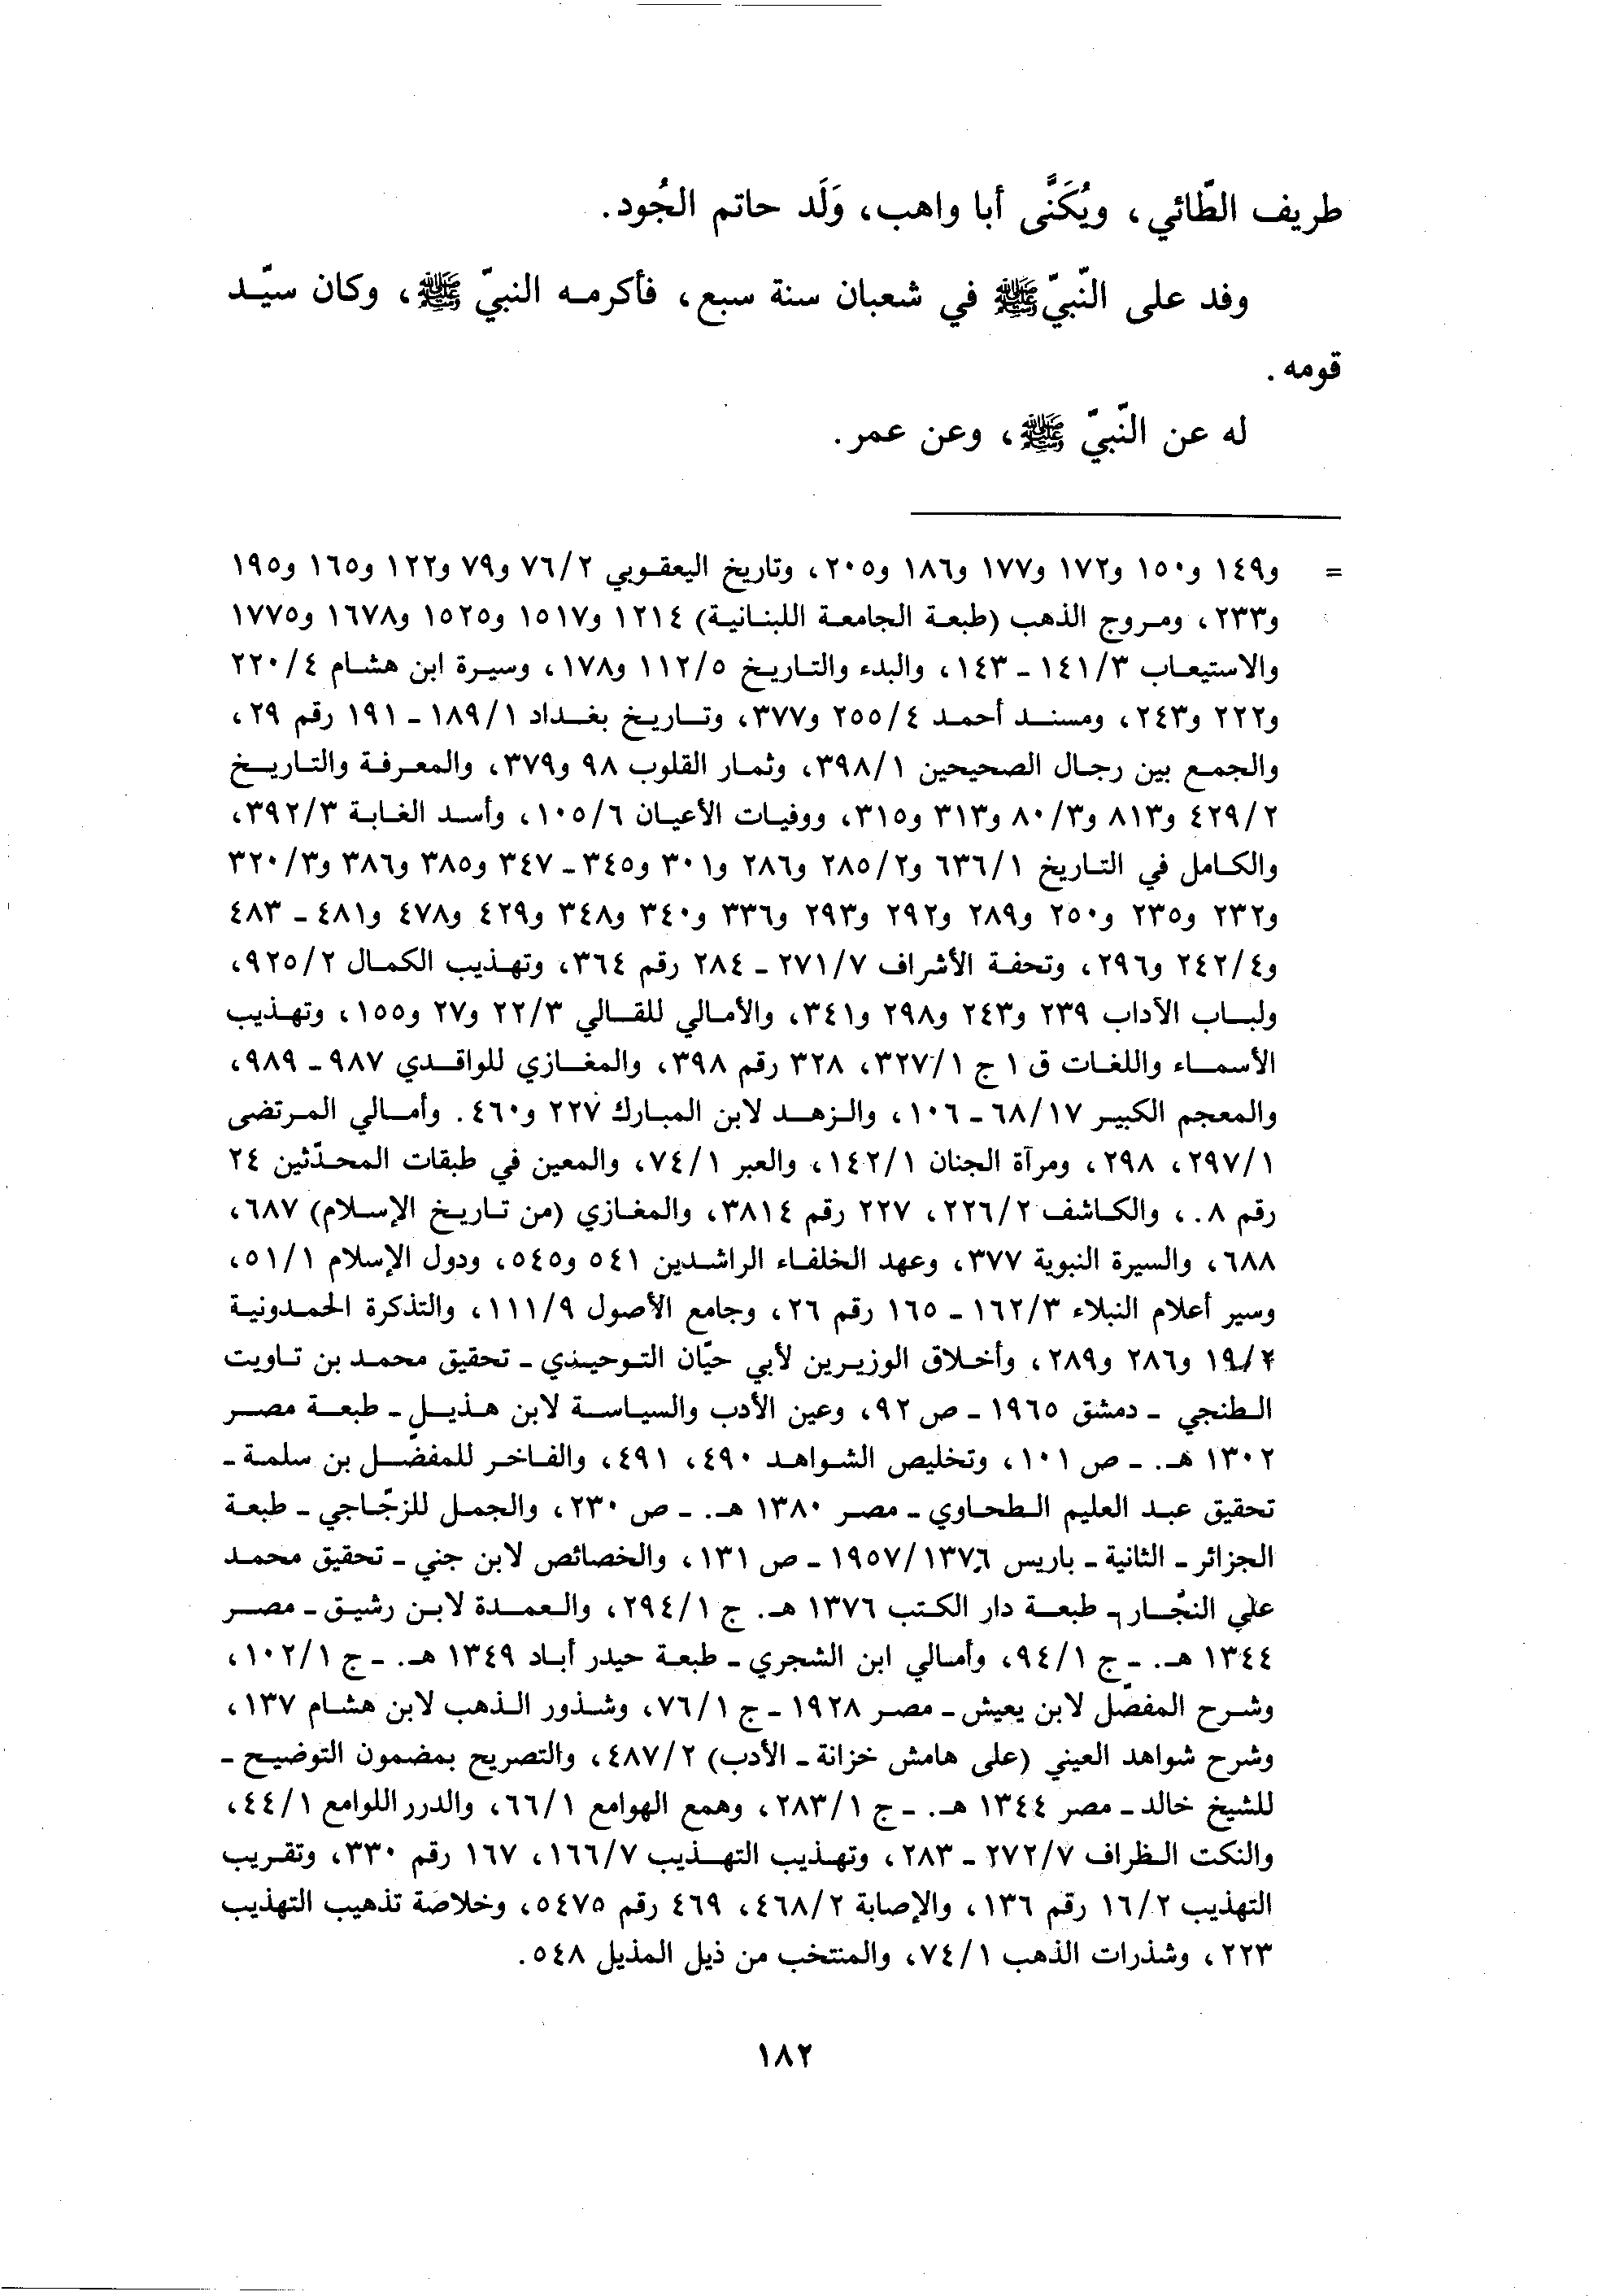 طريف الطّائي، ويُكَنَّى أبا واهب، وَلَد حاتم الجُود.
وفد على النّبيّ ﷺ في شعبان سنة سبع، فأكرمه النبيّ ﷺ، وكان سيّد
قومه.
له عن النّبيّ ﷺ، وعن عمر.
= و١٤٩ و١٥٠ و١٧٢ و١٧٧ و١٨٦ و٢٠٥، وتاريخ اليعقوبي ٧٦/٢ و٧٩ و١٢٢ و١٦٥ و١٩٥
و٢٣٣، ومروج الذهب (طبعة الجامعة اللبنانية) ١٢١٤ و١٥١٧ و١٥٢٥ و١٦٧٨ و١٧٧٥
والاستيعاب ١٤١/٣ ـ ١٤٣، والبدء والتاريخ ١١٢/٥ و١٧٨، وسيرة ابن هشام ٢٢٠/٤
و٢٢٢ و٢٤٣، ومسند أحمد ٢٥٥/٤ و٣٧٧، وتاريخ بغداد ١٨٩/١ ـ ١٩١ رقم ٢٩،
والجمع بين رجال الصحيحين ٣٩٨/١، وثمار القلوب ٩٨ و٣٧٩، والمعرفة والتاريخ
٤٢٩/٢ و٨١٣ و٨٠/٣ و٣١٣ و٣١٥، ووفيات الأعيان ١٠٥/٦، وأسد الغابة ٣٩٢/٣،
والكامل في التاريخ ٦٣٦/١ و٢٨٥/٢ و٢٨٦ و٣٠١ و٣٤٥ـ ٣٤٧ و٣٨٥ و٣٨٦ و٣٢٠/٣
و٢٣٢ و٢٣٥ و٢٥٠ و٢٨٩ و٢٩٢ و٢٩٣ و٣٣٦ و٣٤٠ و٣٤٨ و٤٢٩ و٤٧٨ و٤٨١ ـ ٤٨٣
و٢٤٢/٤ و٢٩٦، وتحفة الأشراف ٢٧١/٧ ـ ٢٨٤ رقم ٣٦٤، وتهذيب الكمال ٩٢٥/٢،
ولباب الآداب ٢٣٩ و٢٤٣ و٢٩٨ و٣٤١، والأمالي للقالي ٢٢/٣ و٢٧ و١٥٥، وتهذيب
الأسماء واللغات ق ١ ج ٣٢٧/١، ٣٢٨ رقم ٣٩٨، والمغازي للواقدي ٩٨٧ ـ ٩٨٩،
والمعجم الكبير ٦٨/١٧ ـ ١٠٦، والزهد لابن المبارك ٢٢٧ و٤٦٠. وأمالي المرتضى
٢٩٧/١، ٢٩٨، ومرآة الجنان ١٤٢/١، والعبر ٧٤/١، والمعين في طبقات المحدّثين ٢٤
رقم ٨.، والكاشف ٢٢٦/٢، ٢٢٧ رقم ٣٨١٤، والمغازي (من تاريخ الإسلام) ٦٨٧،
٦٨٨، والسيرة النبوية ٣٧٧، وعهد الخلفاء الراشدين ٥٤١ و٥٤٥، ودول الإسلام ٥١/١،
وسير أعلام النبلاء ١٦٢/٣ ـ ١٦٥ رقم ٢٦، وجامع الأصول ١١١/٩، والتذكرة الحمدونية
١٩/٢ و٢٨٦ و٢٨٩، وأخلاق الوزيرين لأبي حيّان التوحيدي ـ تحقيق محمد بن تاويت
الطنجي ـ دمشق ١٩٦٥ ـ ص ٩٢، وعين الأدب والسياسة لابن هذيل ـ طبعة مصر
١٣٠٢ هـ. ـ ص ١٠١، وتخليص الشواهد ٤٩٠، ٤٩١، والفاخر للمفضّل بن سلمة ـ
تحقيق عبد العليم الطحاوي ـ مصر ١٣٨٠ هـ. ـ ص ٢٣٠، والجمل للزجّاجي ـ طبعة
الجزائر ـ الثانية ـ باريس ١٩٥٧/١٣٧٦ ـ ص ١٣١، والخصائص لابن جني ـ تحقيق محمد
علي النجّار ـ طبعة دار الكتب ١٣٧٦ هـ. ج ٢٩٤/١، والعمدة لابن رشيق ـ مصر
١٣٤٤ هـ. ـ ج ٩٤/١، وأمالي ابن الشجري ـ طبعة حيدر أباد ١٣٤٩ هـ. ـ ج ١٠٢/١،
وشرح المفصّل لابن يعيش ـ مصر ١٩٢٨ ـ ج ٧٦/١، وشذور الذهب لابن هشام ١٣٧،
وشرح شواهد العيني (على هامش خزانة ـ الأدب) ٤٨٧/٢، والتصريح بمضمون التوضيح ـ
للشيخ خالد ـ مصر ١٣٤٤ هـ. ـ ج ٢٨٣/١، وهمع الهوامع ٦٦/١، والدرر اللوامع ٤٤/١،
والنكت الظراف ٢٧٢/٧ ـ ٢٨٣، وتهذيب التهذيب ١٦٦/٧، ١٦٧ رقم ٣٣٠، وتقريب
التهذيب ١٦/٢ رقم ١٣٦، والإصابة ٤٦٨/٢، ٤٦٩ رقم ٥٤٧٥، وخلاصة تذهيب التهذيب
٢٢٣، وشذرات الذهب ٧٤/١، والمنتخب من ذيل المذيل ٥٤٨.
١٨٢